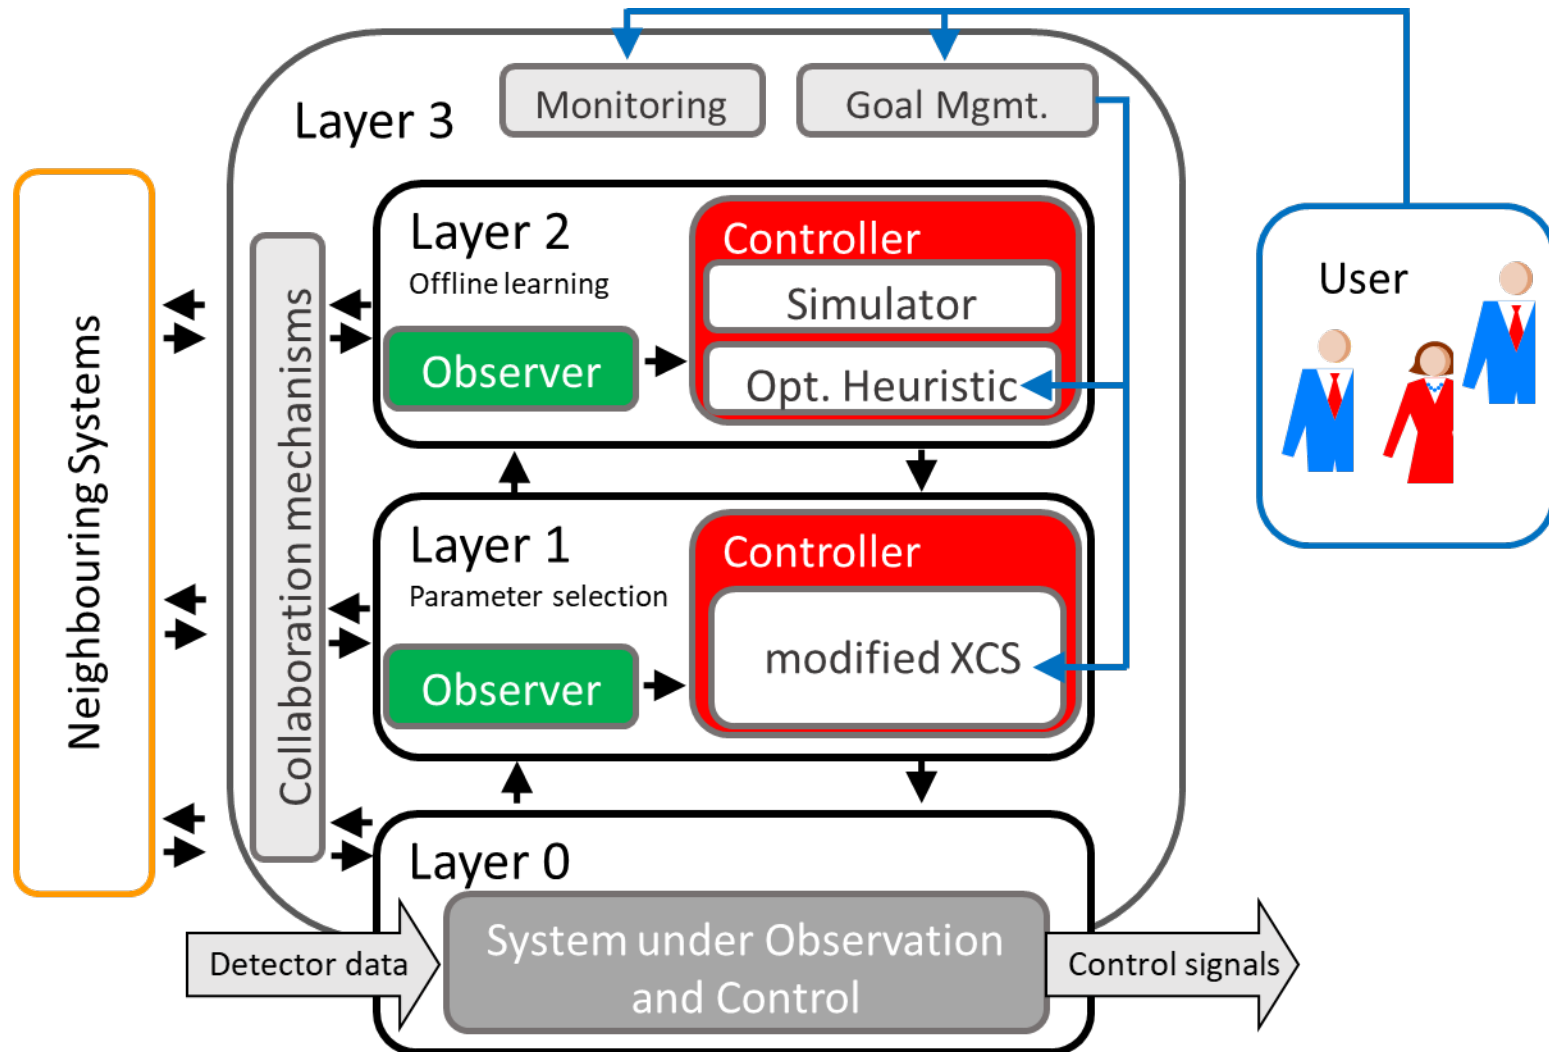 Monitoring
Goal Mgmt.
Layer 3
Layer 2
Offline learning
Observer
Controller
Simulator
Opt. Heuristic
User
Neighbouring Systems
Collaboration mechanisms
Layer 1
Parameter selection
Observer
Controller
modified XCS
Layer 0
Detector data
System under Observation
and Control
Control signals